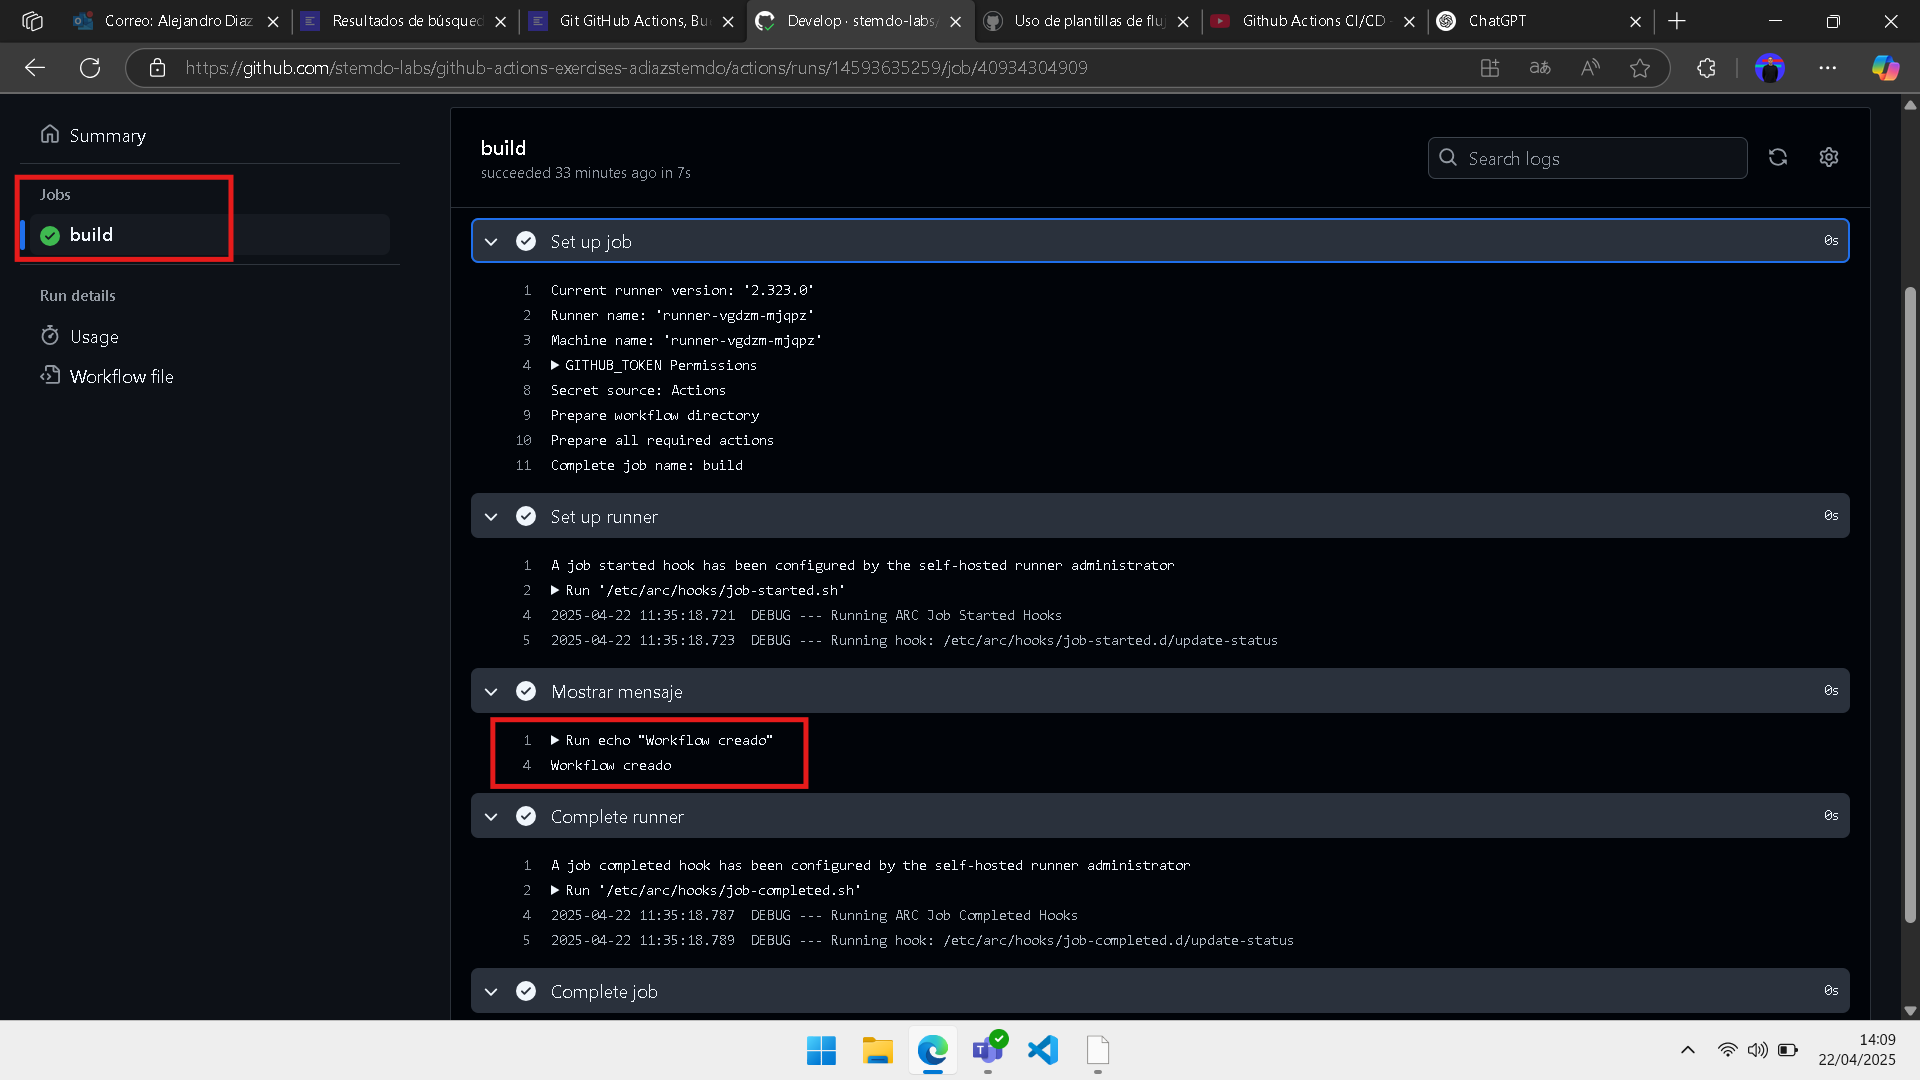 Correo: Alejandro Diaz
Resultados de búsqued
Git GitHub Actions, Bu
Develop · stemdo-labs/
Uso de plantillas de fluj
Github Actions CI/CD
ChatGPT
https://github.com/stemdo-labs/github-actions-exercises-adiazstemdo/actions/runs/14593635259/job/40934304909
Summary
Jobs
build
Run details
Usage
Workflow file
build
succeeded 33 minutes ago in 7s
Search logs
Set up job 0s
1 Current runner version: '2.323.0'
2 Runner name: 'runner-vgdzm-mjqpz'
3 Machine name: 'runner-vgdzm-mjqpz'
4 GITHUB_TOKEN Permissions
8 Secret source: Actions
9 Prepare workflow directory
10 Prepare all required actions
11 Complete job name: build
Set up runner 0s
1 A job started hook has been configured by the self-hosted runner administrator
2 Run '/etc/arc/hooks/job-started.sh'
4 2025-04-22 11:35:18.721 DEBUG --- Running ARC Job Started Hooks
5 2025-04-22 11:35:18.723 DEBUG --- Running hook: /etc/arc/hooks/job-started.d/update-status
Mostrar mensaje 0s
1 Run echo "Workflow creado"
4 Workflow creado
Complete runner 0s
1 A job completed hook has been configured by the self-hosted runner administrator
2 Run '/etc/arc/hooks/job-completed.sh'
4 2025-04-22 11:35:18.787 DEBUG --- Running ARC Job Completed Hooks
5 2025-04-22 11:35:18.789 DEBUG --- Running hook: /etc/arc/hooks/job-completed.d/update-status
Complete job 0s
14:09
22/04/2025